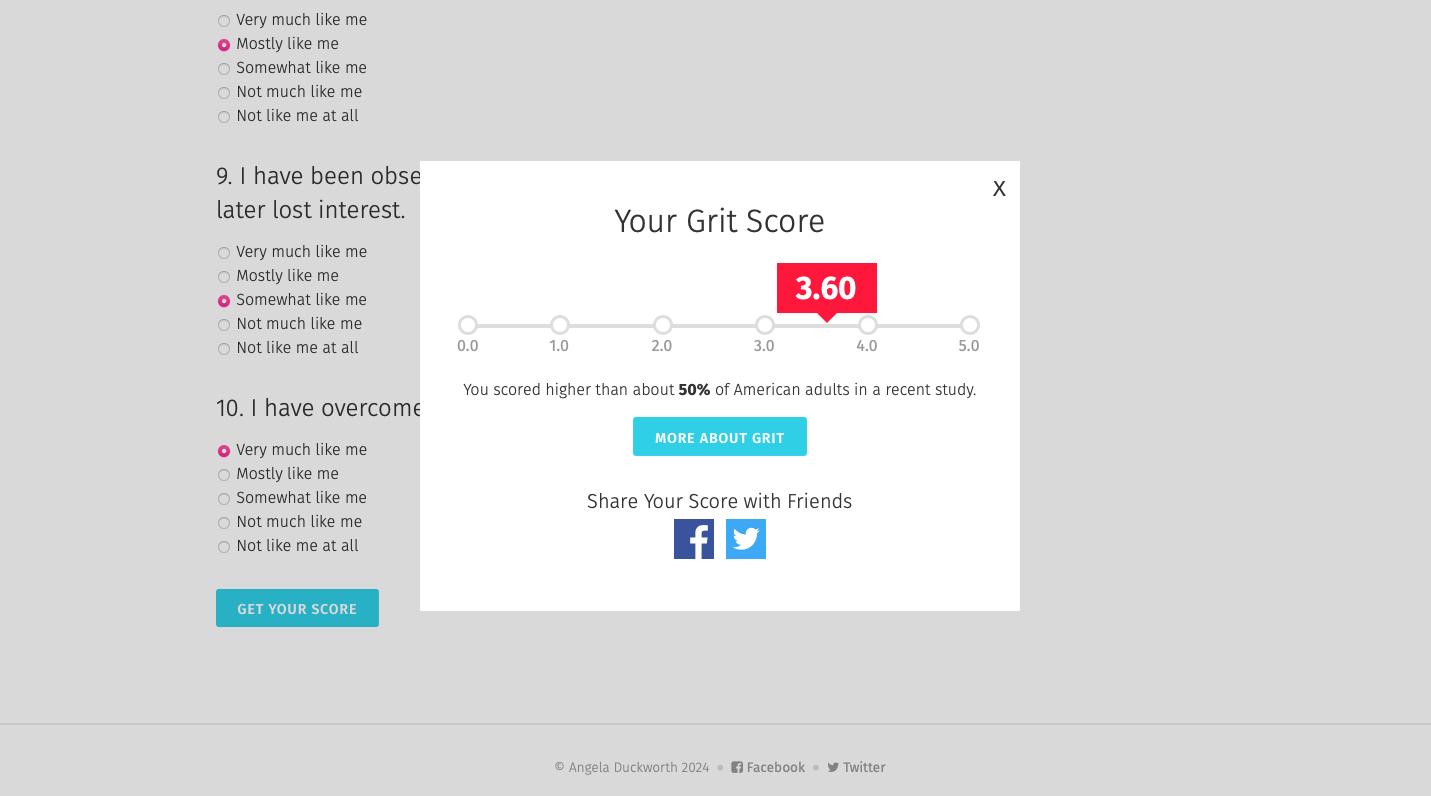 Very much like me
Mostly like me
Somewhat like me
Not much like me
Not like me at all
9. I have been obse
later lost interest.
Very much like me
Mostly like me
Somewhat like me
Not much like me
Not like me at all
10. I have overcome
Very much like me
Mostly like me
Somewhat like me
Not much like me
Not like me at all
GET YOUR SCORE
X
Your Grit Score
3.60
0.0 1.0 2.0 3.0 4.0 5.0
You scored higher than about 50% of American adults in a recent study.
MORE ABOUT GRIT
Share Your Score with Friends
© Angela Duckworth 2024 • Facebook • Twitter